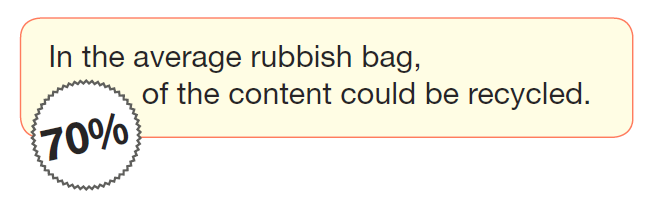 In the average rubbish bag,
70% of the content could be recycled.